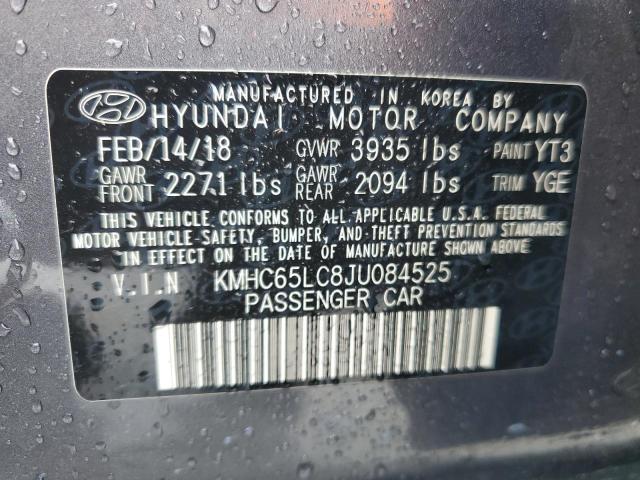 MANUFACTURED IN KOREA BY
HYUNDAI MOTOR COMPANY
FEB/14/18 GVWR 3935 lbs PAINT YT3
GAWR FRONT 2271 lbs GAWR REAR 2094 lbs TRIM YGE
THIS VEHICLE CONFORMS TO ALL APPLICABLE U.S.A. FEDERAL
MOTOR VEHICLE-SAFETY, BUMPER, AND THEFT PREVENTION STANDARDS
IN EFFECT ON THE DATE OF MANUFACTURE SHOWN ABOVE.
V.I.N KMHC65LC8JU084525
PASSENGER CAR